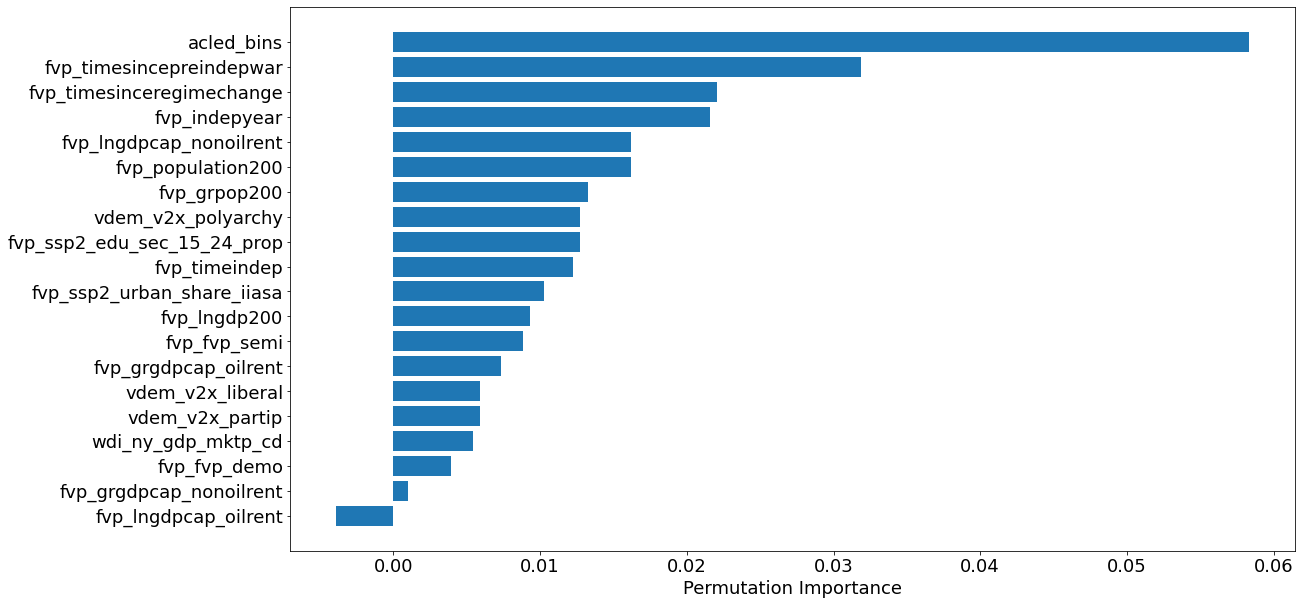 acled_bins
fvp_timesincepreindepwar
fvp_timesinceregimechange
fvp_indepyear
fvp_lngdpcap_nonoilrent
fvp_population200
fvp_grpop200
vdem_v2x_polyarchy
fvp_ssp2_edu_sec_15_24_prop
fvp_timeindep
fvp_ssp2_urban_share_iiasa
fvp_lngdp200
fvp_fvp_semi
fvp_grgdpcap_oilrent
vdem_v2x_liberal
vdem_v2x_partip
wdi_ny_gdp_mktp_cd
fvp_fvp_demo
fvp_grgdpcap_nonoilrent
fvp_lngdpcap_oilrent
0.00 0.01 0.02 0.03 0.04 0.05 0.06
Permutation Importance